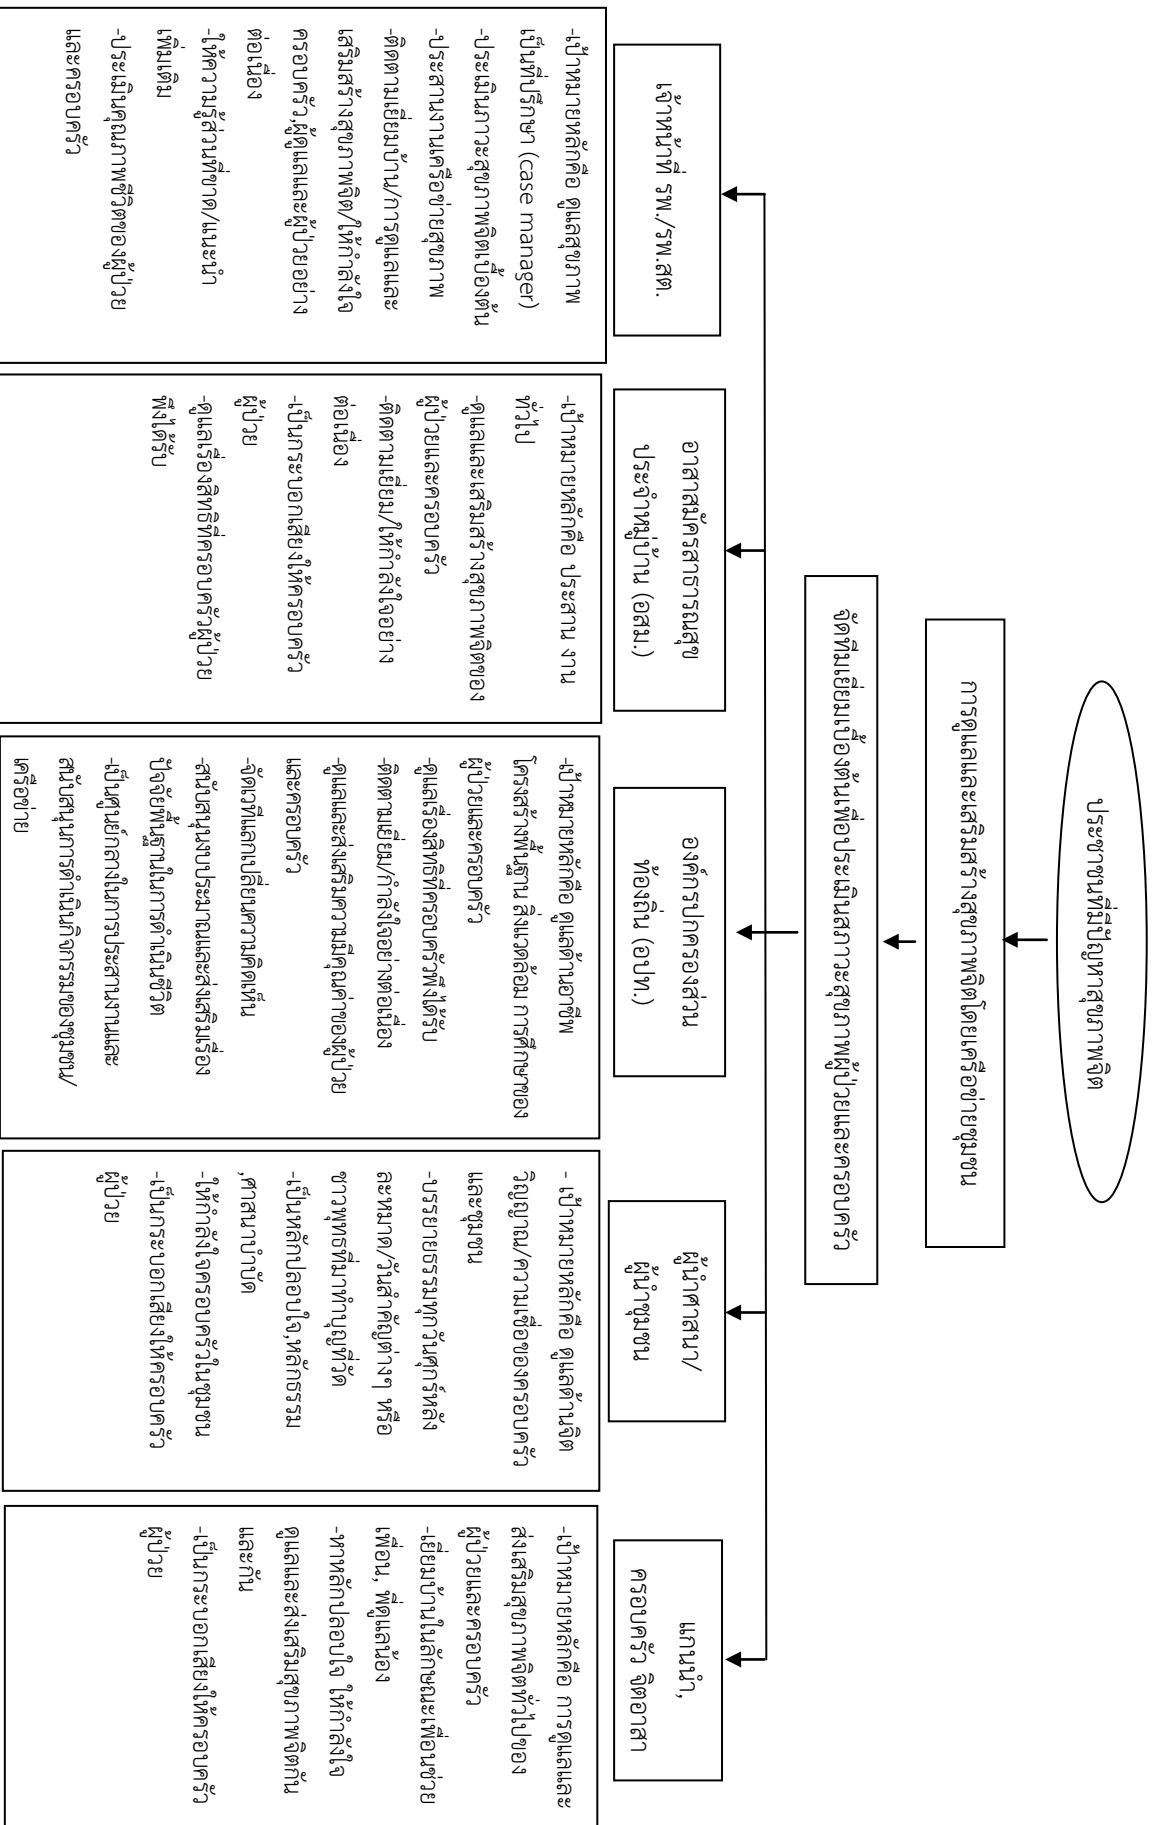 ประชาชนที่มีปัญหาสุขภาพจิต
การดูแลและเสริมสร้างสุขภาพจิตโดยเครือข่ายชุมชน
จัดทีมเยี่ยมเบื้องต้นเพื่อประเมินสภาวะสุขภาพผู้ป่วยและครอบครัว
เจ้าหน้าที่ รพ./รพ.สต.
-เป้าหมายหลักคือ ดูแลสุขภาพ
เป็นที่ปรึกษา (case manager)
-ประเมินภาวะสุขภาพจิตเบื้องต้น
-ประสานงานเครือข่ายสุขภาพ
-ติดตามเยี่ยมบ้าน/การดูแลและ
เสริมสร้างสุขภาพจิต/ให้กำลังใจ
ครอบครัว,ผู้ดูแลและผู้ป่วยอย่าง
ต่อเนื่อง
-ให้ความรู้ส่วนที่ขาด/แนะนำ
เพิ่มเติม
-ประเมินคุณภาพชีวิตของผู้ป่วย
และครอบครัว
อาสาสมัครสาธารณสุข
ประจำหมู่บ้าน (อสม.)
-เป้าหมายหลักคือ ประสาน งาน
ทั่วไป
-ดูแลและเสริมสร้างสุขภาพจิตของ
ผู้ป่วยและครอบครัว
-ติดตามเยี่ยม/ให้กำลังใจอย่าง
ต่อเนื่อง
-เป็นกระบอกเสียงให้ครอบครัว
ผู้ป่วย
-ดูแลเรื่องสิทธิที่ครอบครัวผู้ป่วย
พึงได้รับ
องค์กรปกครองส่วน
ท้องถิ่น (อปท.)
-เป้าหมายหลักคือ ดูแลด้านอาชีพ
โครงสร้างพื้นฐาน สิ่งแวดล้อม การศึกษาของ
ผู้ป่วยและครอบครัว
-ดูแลเรื่องสิทธิที่ครอบครัวพึงได้รับ
-ติดตามเยี่ยม/กำลังใจอย่างต่อเนื่อง
-ดูแลและส่งเสริมความมีคุณค่าของผู้ป่วย
และครอบครัว
-จัดเวทีแลกเปลี่ยนความคิดเห็น
-สนับสนุนงบประมาณและส่งเสริมเรื่อง
ปัจจัยพื้นฐานในการดำเนินชีวิต
-เป็นศูนย์กลางในการประสานงานและ
สนับสนุนการดำเนินกิจกรรมของชุมชน/
เครือข่าย
ผู้นำศาสนา/
ผู้นำชุมชน
- เป้าหมายหลักคือ ดูแลด้านจิต
วิญญาณ/ความเชื่อของครอบครัว
และชุมชน
-บรรยายธรรมทุกวันศุกร์หลัง
ละหมาด/วันสำคัญต่างๆ หรือ
ชาวพุทธที่มาทำบุญที่วัด
-เป็นหลักปลอบใจ,หลักธรรม
,ศาสนาบำบัด
-ให้กำลังใจครอบครัวในชุมชน
-เป็นกระบอกเสียงให้ครอบครัว
ผู้ป่วย
แกนนำ,
ครอบครัว จิตอาสา
-เป้าหมายหลักคือ การดูแลและ
ส่งเสริมสุขภาพจิตทั่วไปของ
ผู้ป่วยและครอบครัว
-เยี่ยมบ้านในลักษณะเพื่อนช่วย
เพื่อน, พี่ดูแลน้อง
-หาหลักปลอบใจ ให้กำลังใจ
ดูแลและส่งเสริมสุขภาพจิตกัน
และกัน
-เป็นกระบอกเสียงให้ครอบครัว
ผู้ป่วย